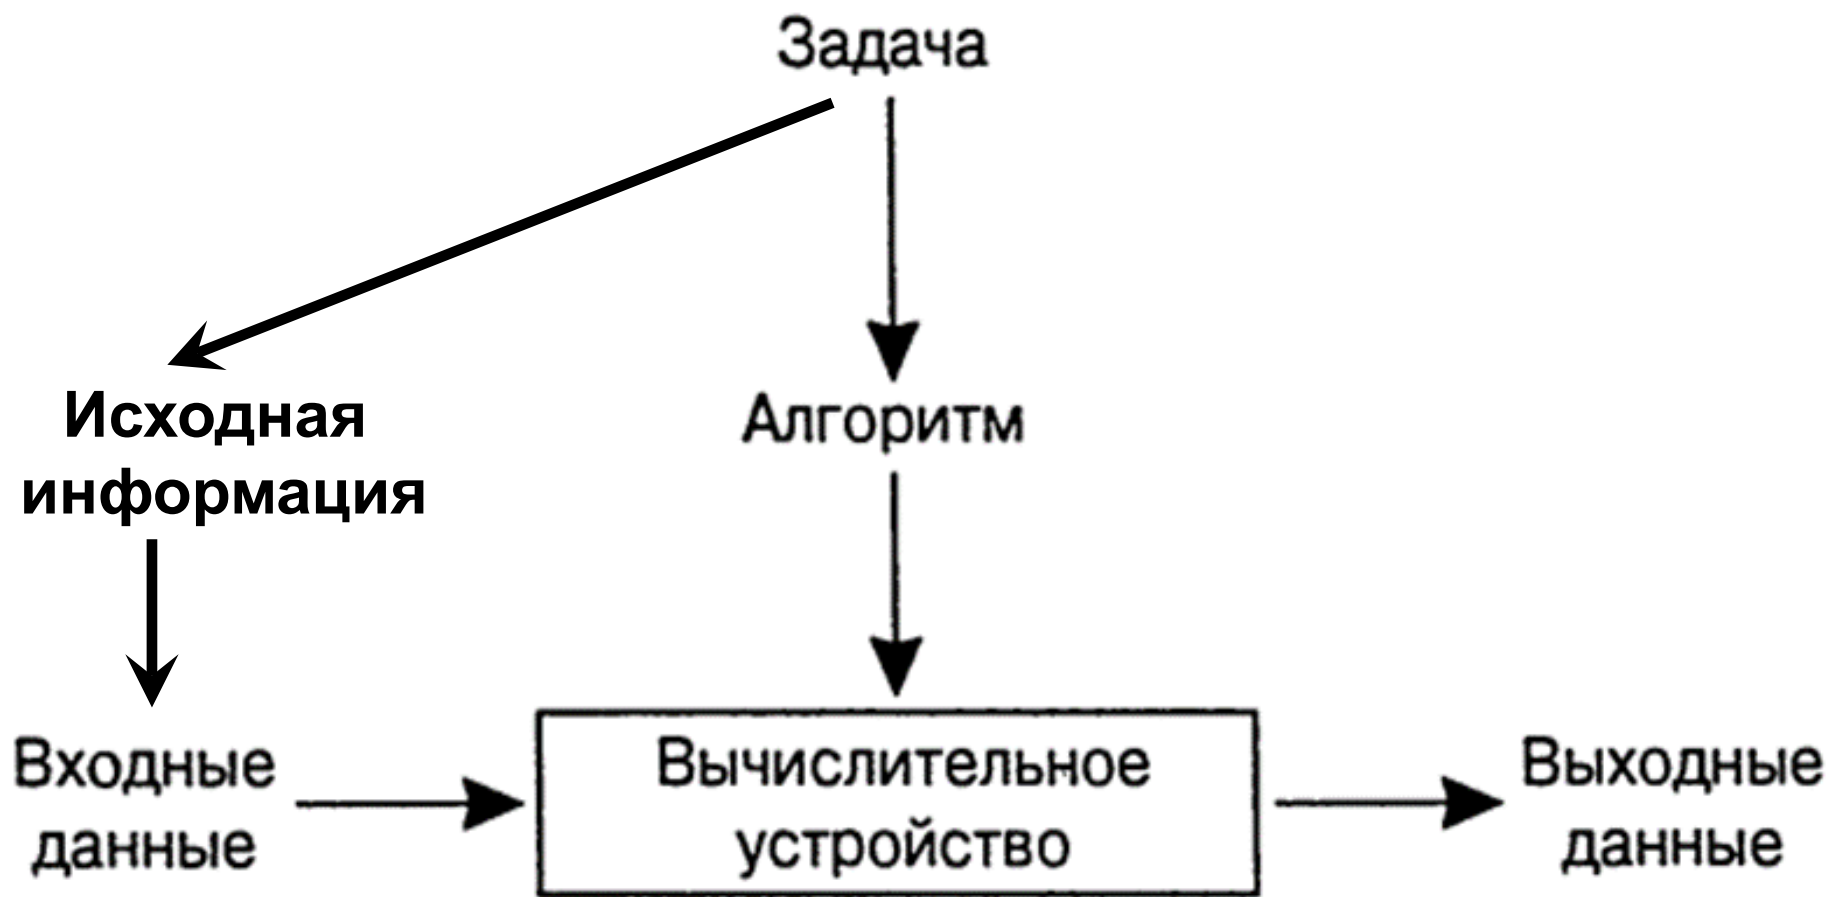 Задача
Исходная
информация
Алгоритм
Входные
данные
Вычислительное
устройство
Выходные
данные